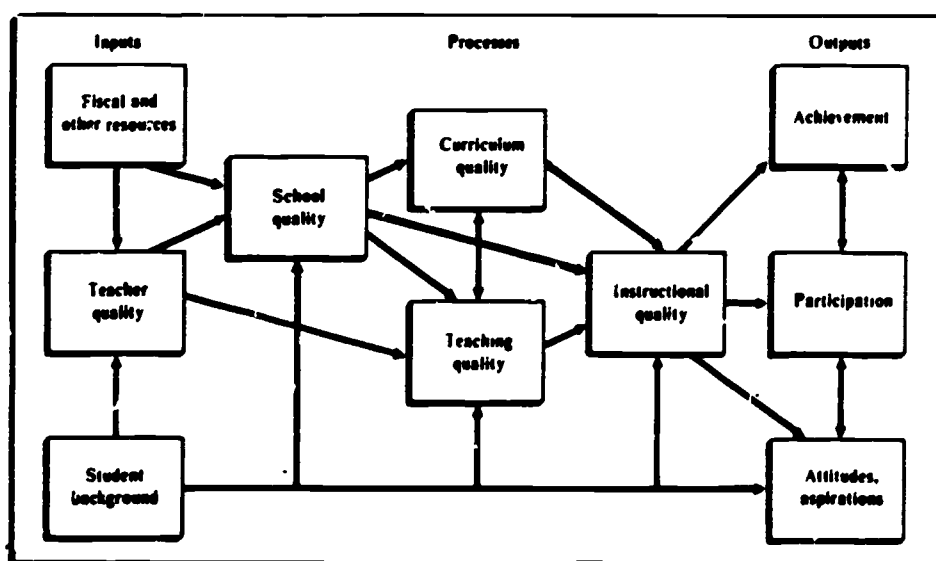 Inputs
Processes
Outputs
Fiscal and
other resources
Curriculum
quality
Achievement
School
quality
Teacher
quality
Instructional
quality
Participation
Teaching
quality
Student
background
Attitudes,
aspirations